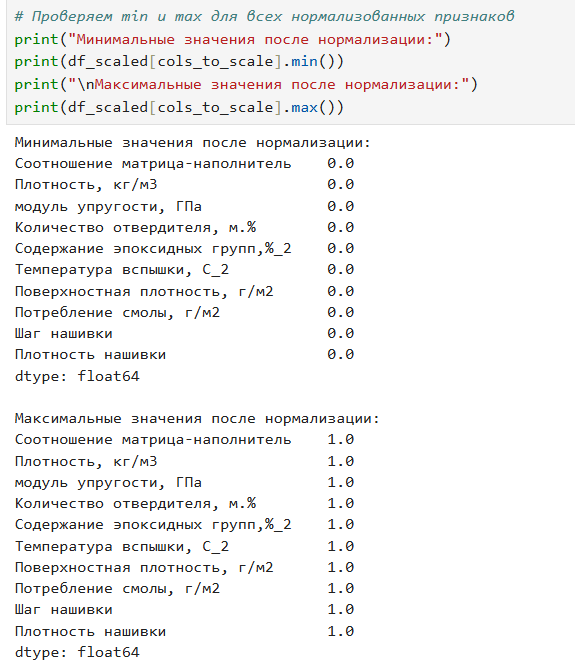 # Проверяем min и max для всех нормализованных признаков
print("Минимальные значения после нормализации:")
print(df_scaled[cols_to_scale].min())
print("\nМаксимальные значения после нормализации:")
print(df_scaled[cols_to_scale].max())
Минимальные значения после нормализации:
Соотношение матрица-наполнитель    0.0
Плотность, кг/м3                   0.0
модуль упругости, ГПа              0.0
Количество отвердителя, м.%        0.0
Содержание эпоксидных групп,%_2    0.0
Температура вспышки, С_2           0.0
Поверхностная плотность, г/м2      0.0
Потребление смолы, г/м2            0.0
Шаг нашивки                        0.0
Плотность нашивки                  0.0
dtype: float64
Максимальные значения после нормализации:
Соотношение матрица-наполнитель    1.0
Плотность, кг/м3                   1.0
модуль упругости, ГПа              1.0
Количество отвердителя, м.%        1.0
Содержание эпоксидных групп,%_2    1.0
Температура вспышки, С_2           1.0
Поверхностная плотность, г/м2      1.0
Потребление смолы, г/м2            1.0
Шаг нашивки                        1.0
Плотность нашивки                  1.0
dtype: float64